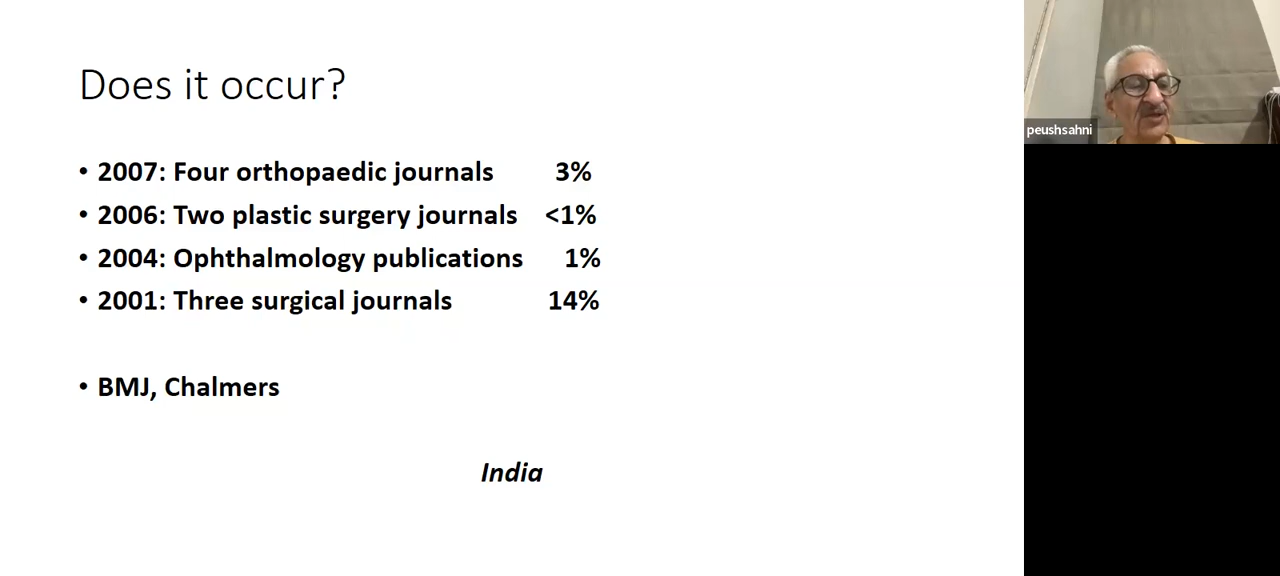 Does it occur?
• 2007: Four orthopaedic journals 3%
• 2006: Two plastic surgery journals <1%
• 2004: Ophthalmology publications 1%
• 2001: Three surgical journals 14%
• BMJ, Chalmers
India
peushsahni